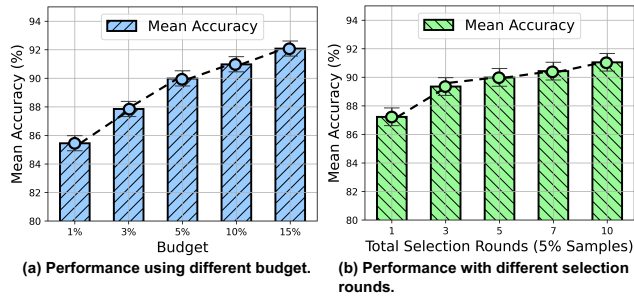 Mean Accuracy
Mean Accuracy (%)
94
92
90
88
86
84
82
80
1%
3%
5%
10%
15%
Budget
(a) Performance using different budget.
Mean Accuracy
Mean Accuracy (%)
94
92
90
88
86
84
82
80
1
3
5
7
10
Total Selection Rounds (5% Samples)
(b) Performance with different selection
rounds.